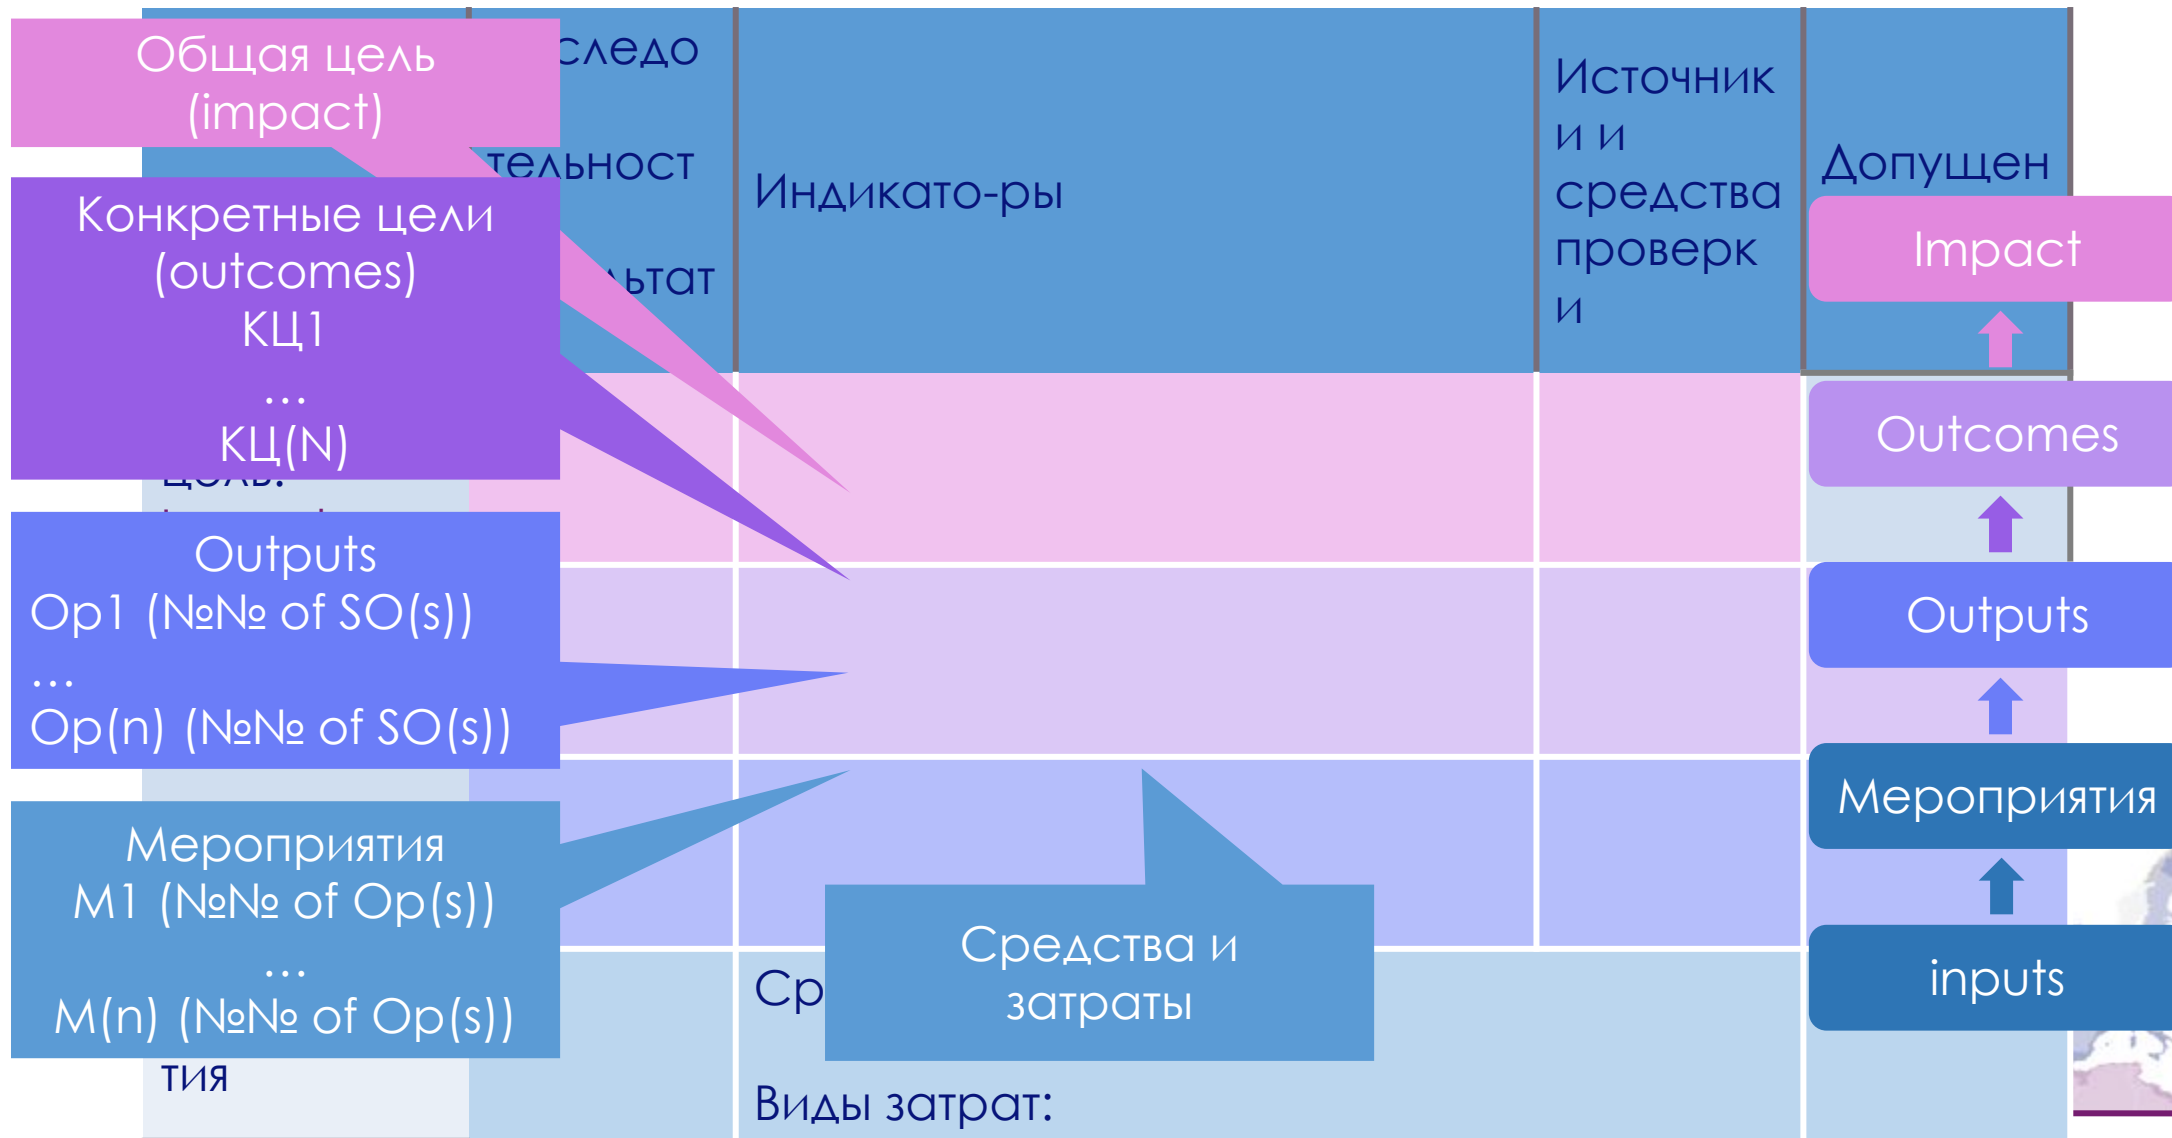 Общая цель
(impact)
Конкретные цели
(outcomes)
КЦ1
...
КЦ(N)
Outputs
Op1 (№№ of SO(s))
...
Op(n) (№№ of SO(s))
Мероприятия
М1 (№№ of Op(s))
...
М(n) (№№ of Op(s))
тия
следо
тельност
льтат
Индикато-ры
Источник
и и
средства
проверк
и
Допущен
Impact
Outcomes
Outputs
Мероприятия
inputs
Ср
Средства и
затраты
Виды затрат: